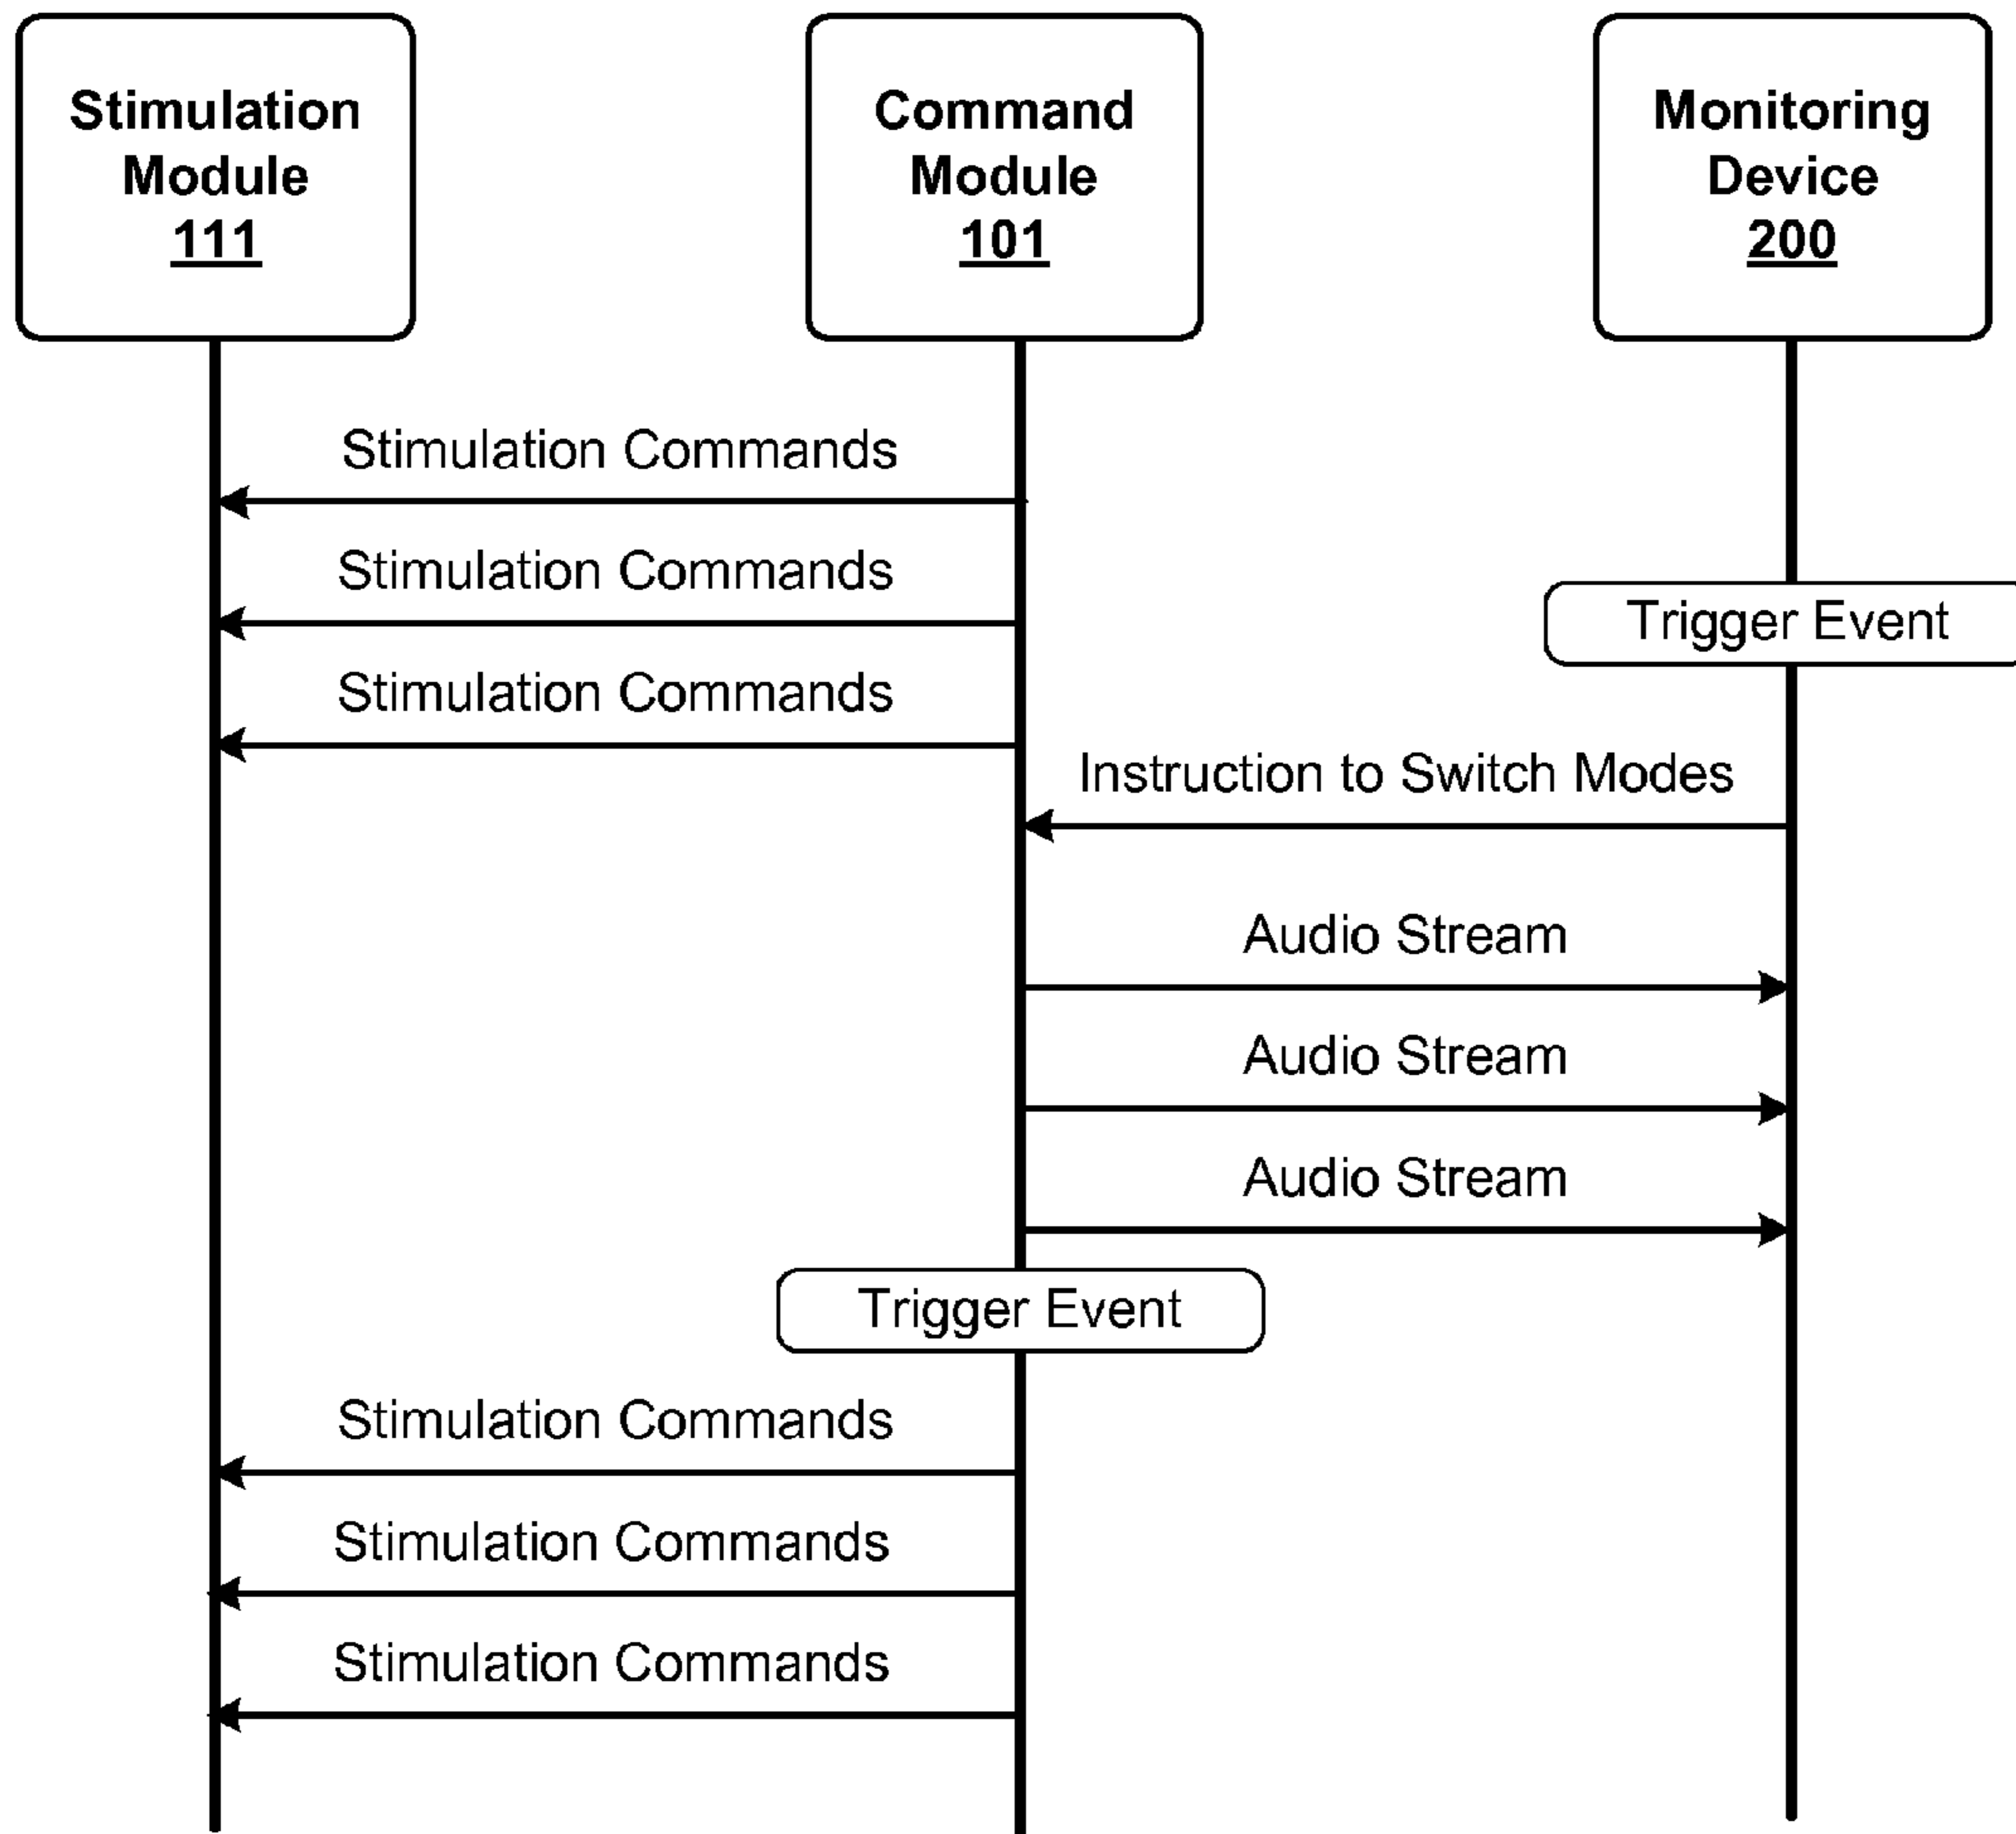 Stimulation
Module
111
Command
Module
101
Monitoring
Device
200
Stimulation Commands
Stimulation Commands
Trigger Event
Stimulation Commands
Instruction to Switch Modes
Audio Stream
Audio Stream
Audio Stream
Trigger Event
Stimulation Commands
Stimulation Commands
Stimulation Commands